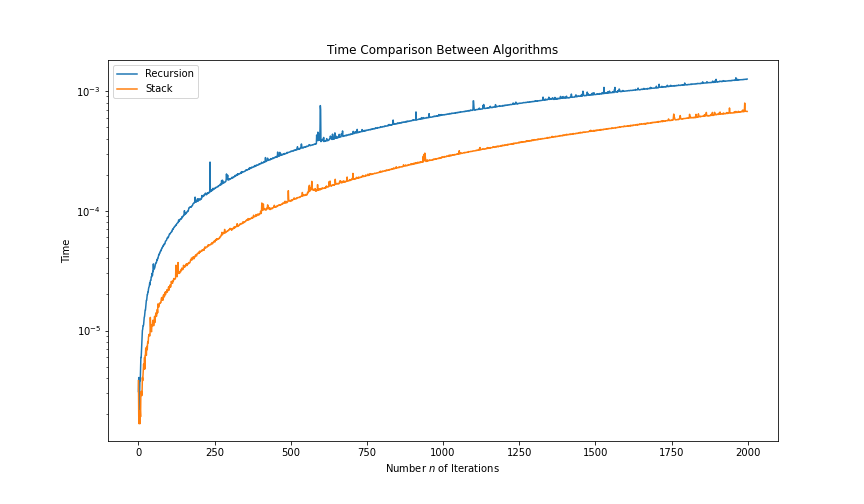 Time Comparison Between Algorithms
Recursion
Stack
Time
10⁻³
10⁻⁴
10⁻⁵
0 250 500 750 1000 1250 1500 1750 2000
Number n of Iterations